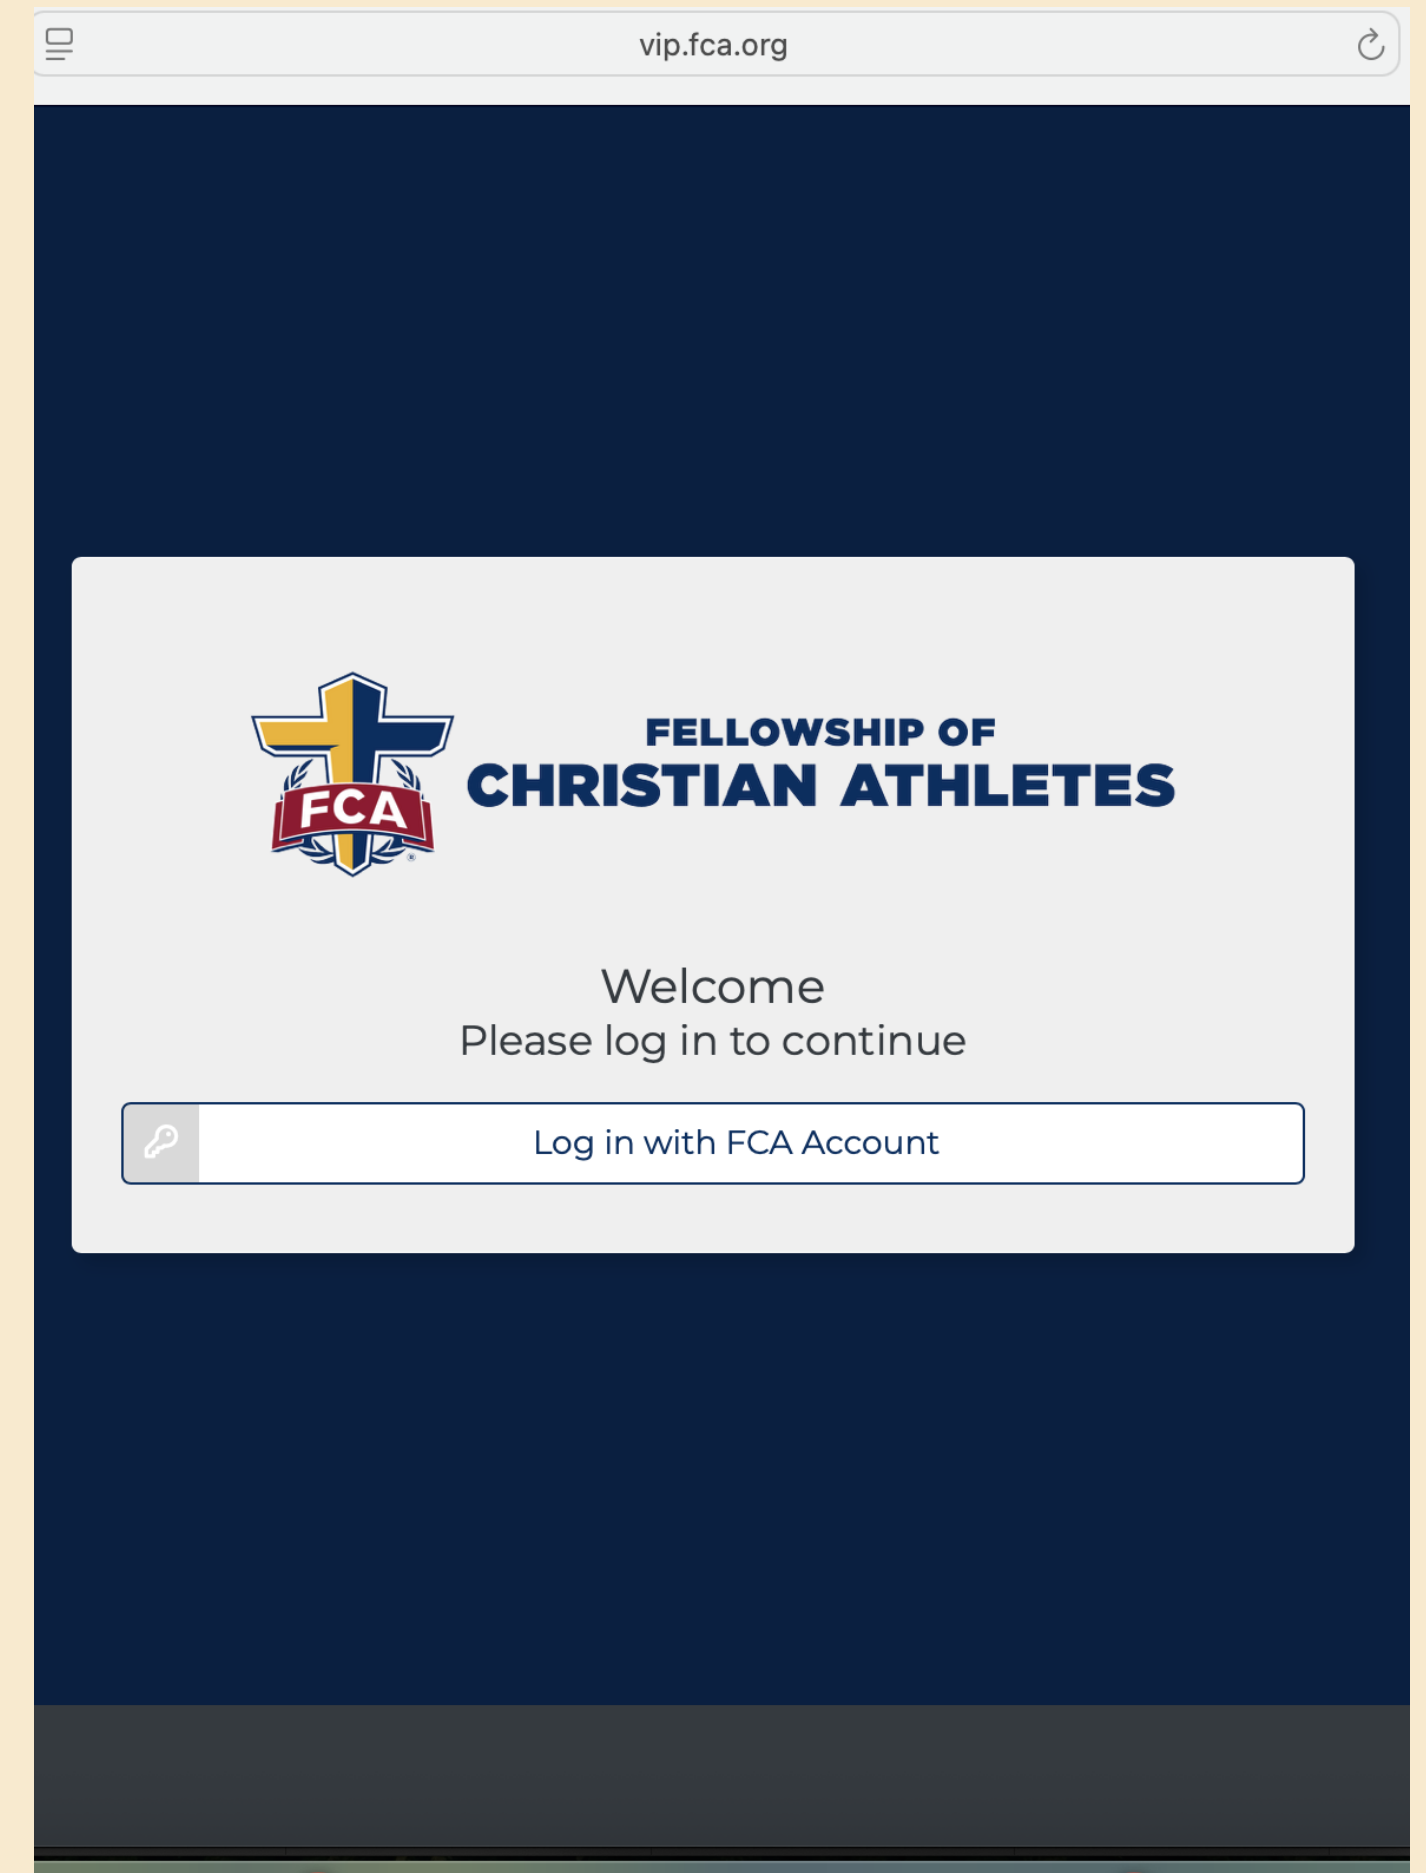 vip.fca.org
FELLOWSHIP OF
CHRISTIAN ATHLETES
FCA
®
Welcome
Please log in to continue
Log in with FCA Account